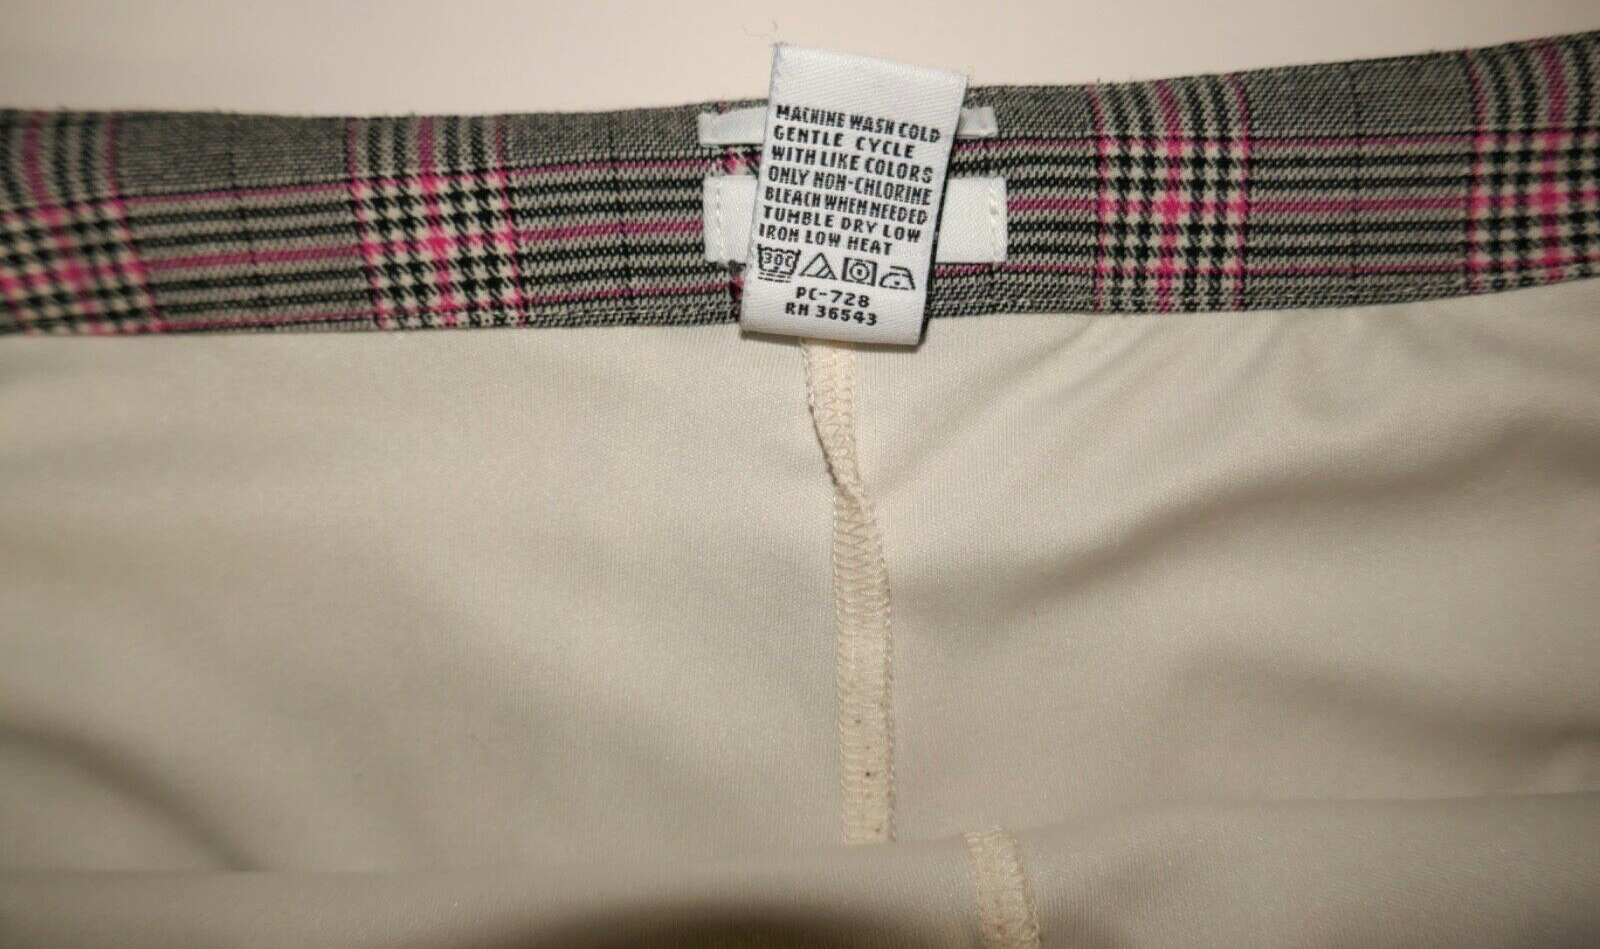 MACHINE WASH COLD
GENTLE CYCLE
WITH LIKE COLORS
ONLY NON-CHLORINE
BLEACH WHEN NEEDED
TUMBLE DRY LOW
IRON LOW HEAT
30C
PC-728
RN 36543